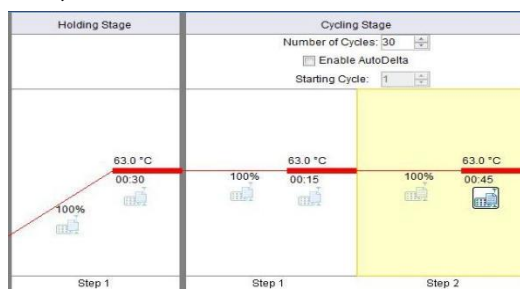 Holding Stage
Cycling Stage
Number of Cycles: 30
Enable AutoDelta
Starting Cycle: 1
63.0 °C
00:30
100%
63.0 °C
100%
00:15
63.0 °C
100%
00:45
Step 1
Step 1
Step 2